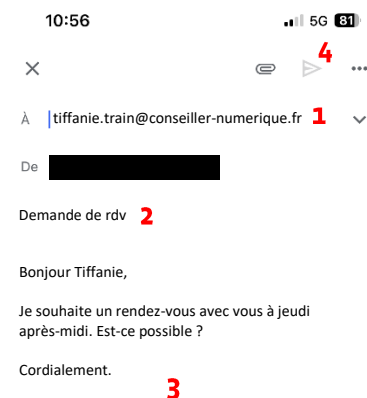 10:56 5G 81
4
À tiffanie.train@conseiller-numerique.fr 1
De
Demande de rdv 2
Bonjour Tiffanie,
Je souhaite un rendez-vous avec vous à jeudi
après-midi. Est-ce possible ?
Cordialement.
3